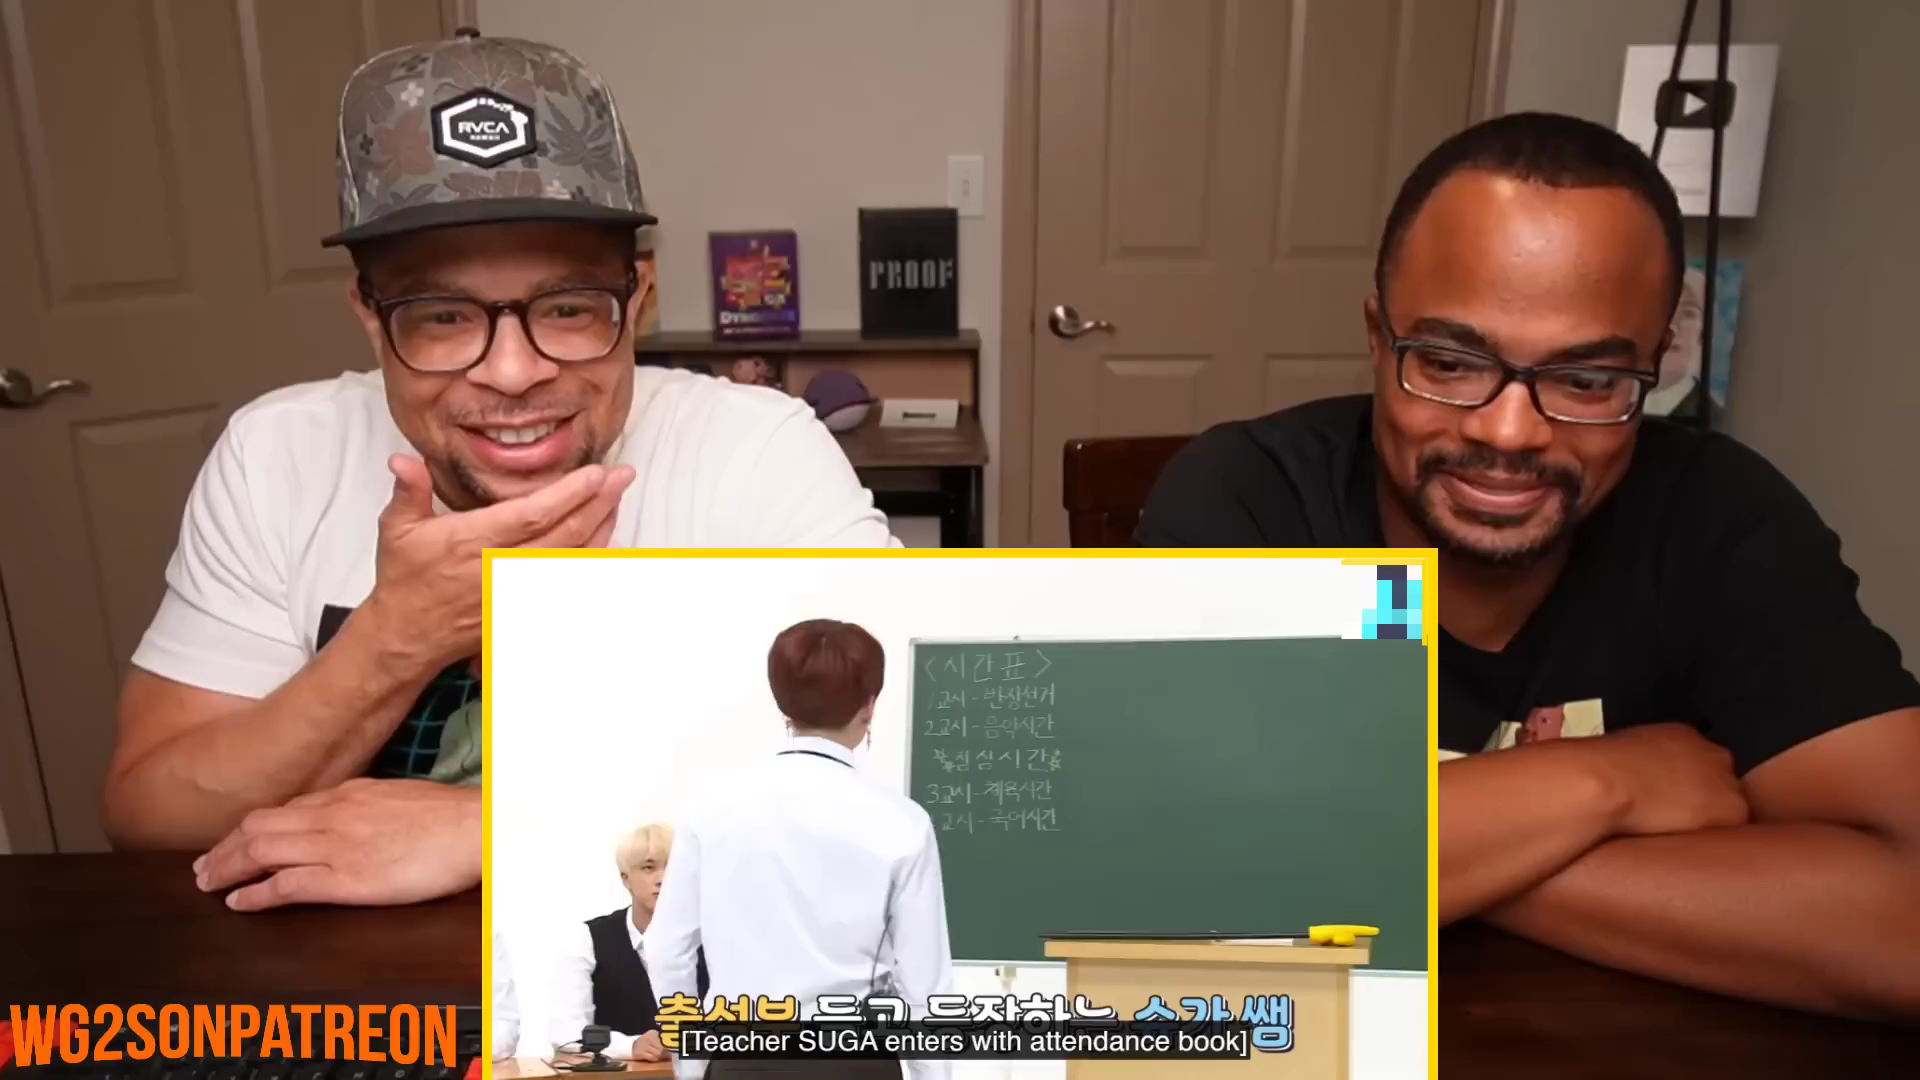 RVCA
DYNAMITE
PROOF
<시간표>
1교시-반장선거
2교시-음악시간
점심시간
3교시-체육시간
교시-국어시간
출석부 들고 등장하는 슈가 쌤
[Teacher SUGA enters with attendance book]
WG2SONPATREON